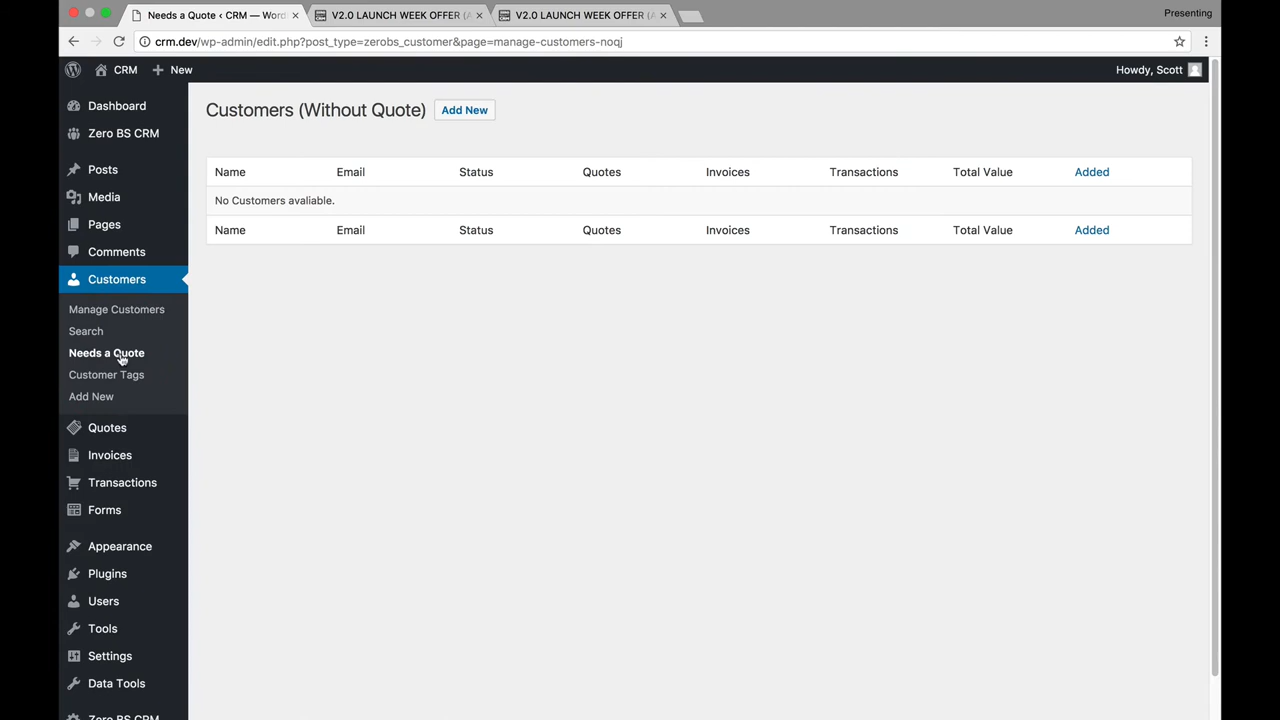 Needs a Quote ‹ CRM — Word
V2.0 LAUNCH WEEK OFFER (A
V2.0 LAUNCH WEEK OFFER (A
Presenting
crm.dev/wp-admin/edit.php?post_type=zerobs_customer&page=manage-customers-noqj
CRM
New
Howdy, Scott
Dashboard
Zero BS CRM
Posts
Media
Pages
Comments
Customers
Manage Customers
Search
Needs a Quote
Customer Tags
Add New
Quotes
Invoices
Transactions
Forms
Appearance
Plugins
Users
Tools
Settings
Data Tools
Zero BS CRM
Customers (Without Quote) Add New
Name Email Status Quotes Invoices Transactions Total Value Added
No Customers avaliable.
Name Email Status Quotes Invoices Transactions Total Value Added